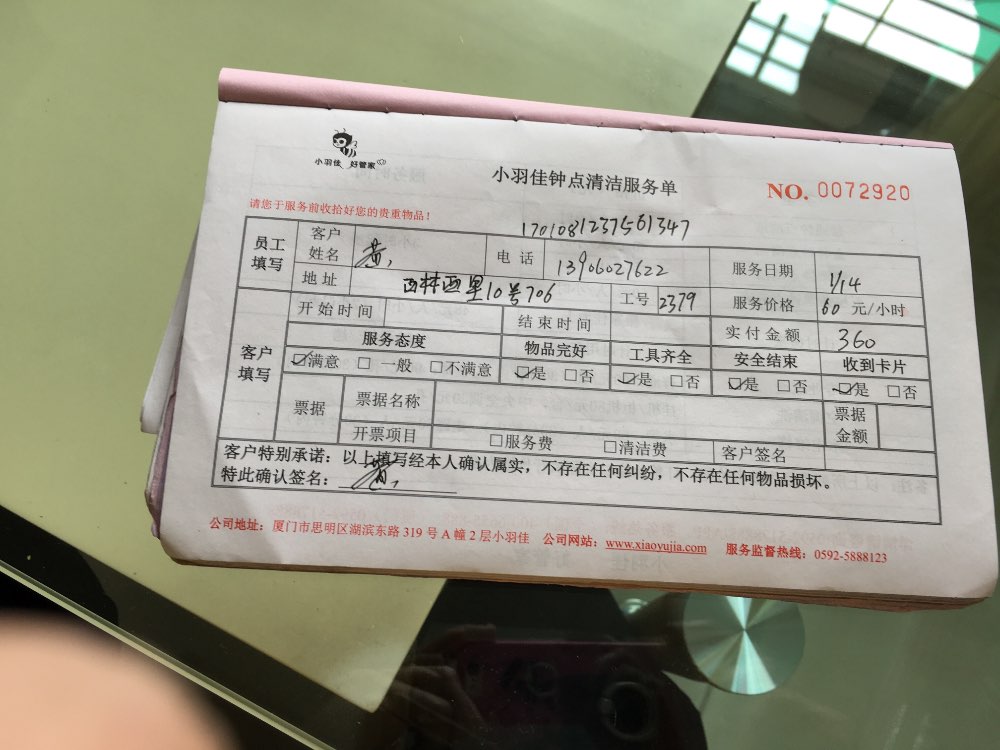 小羽佳 好管家
小羽佳钟点清洁服务单
NO. 0072920
请您于服务前收拾好您的贵重物品!
1701081237561347
员工填写 客户姓名 黄 电话 13906027622 服务日期 1/14
地址 西林西里10号706 工号 2379 服务价格 60 元/小时
客户填写 开始时间 结束时间 实付金额 360
服务态度 物品完好 工具齐全 安全结束 收到卡片
☑满意 □一般 □不满意 ☑是 □否 ☑是 □否 ☑是 □否 ☑是 □否
票据 票据名称 票据金额
开票项目 □服务费 □清洁费 客户签名
客户特别承诺:以上填写经本人确认属实,不存在任何纠纷,不存在任何物品损坏。
特此确认签名: 黄
公司地址:厦门市思明区湖滨东路 319 号 A 幢 2 层小羽佳 公司网站:www.xiaoyujia.com 服务监督热线:0592-5888123